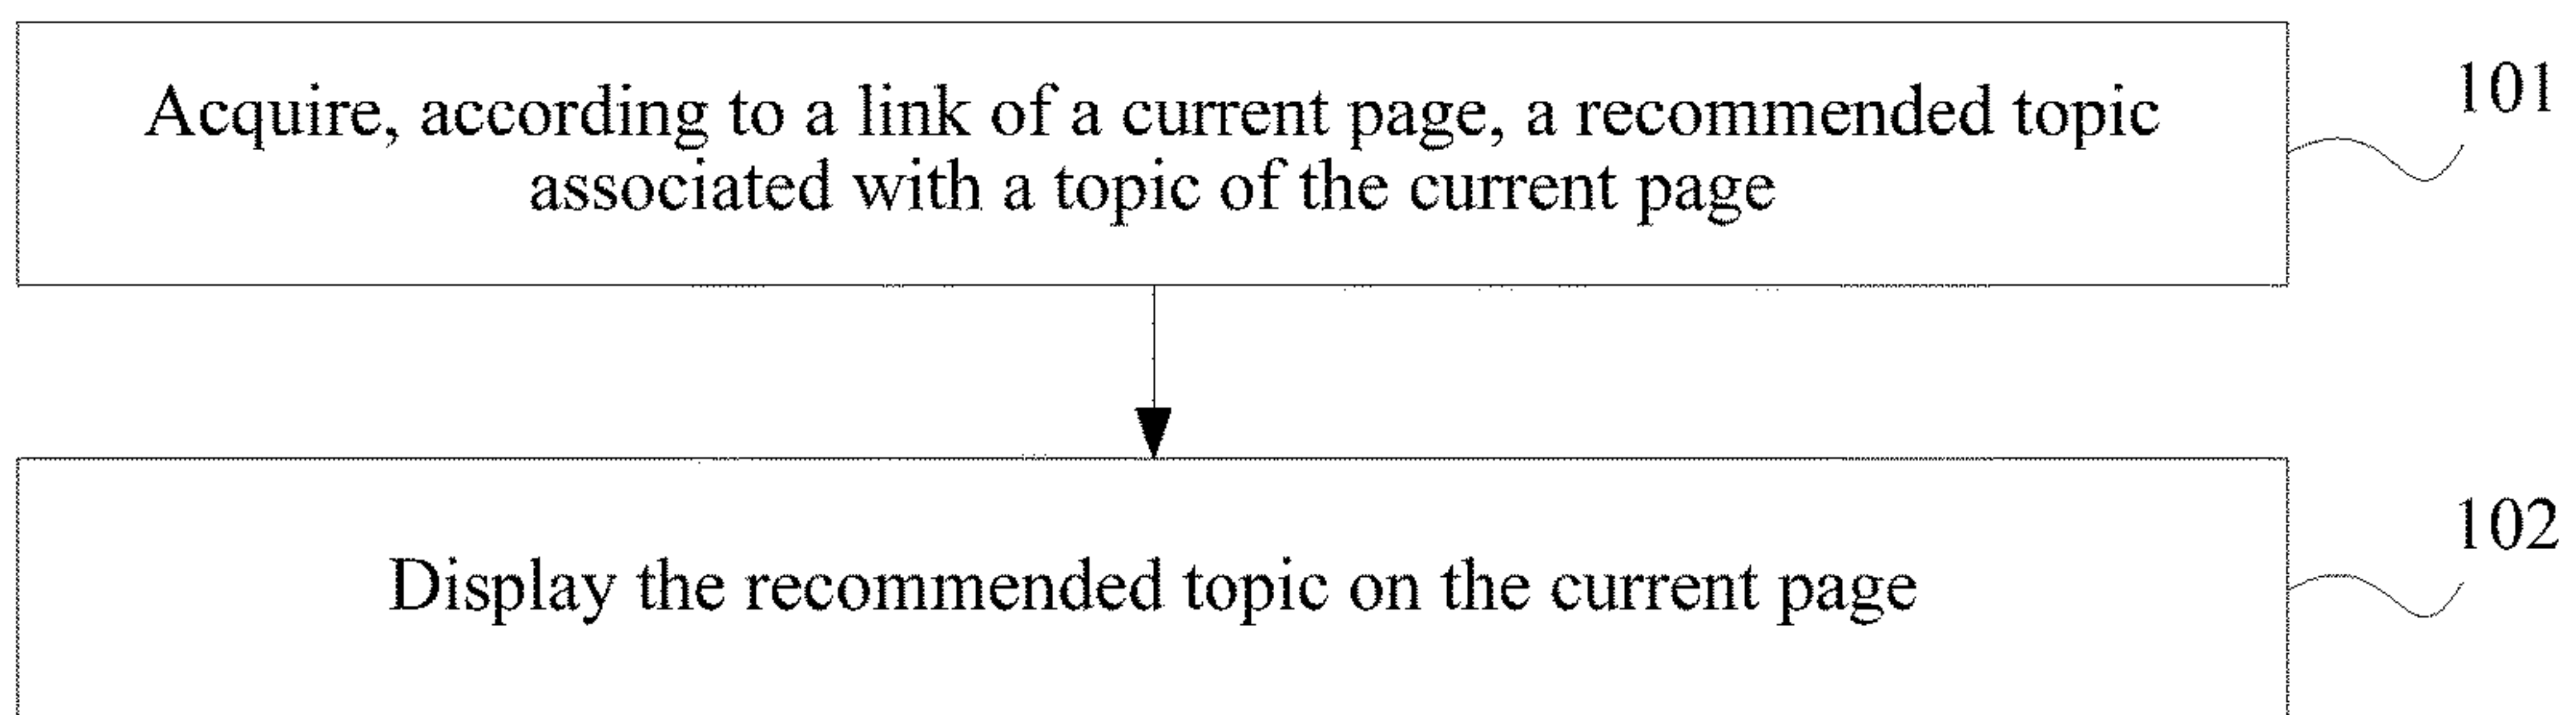 Acquire, according to a link of a current page, a recommended topic
associated with a topic of the current page
101
Display the recommended topic on the current page
102